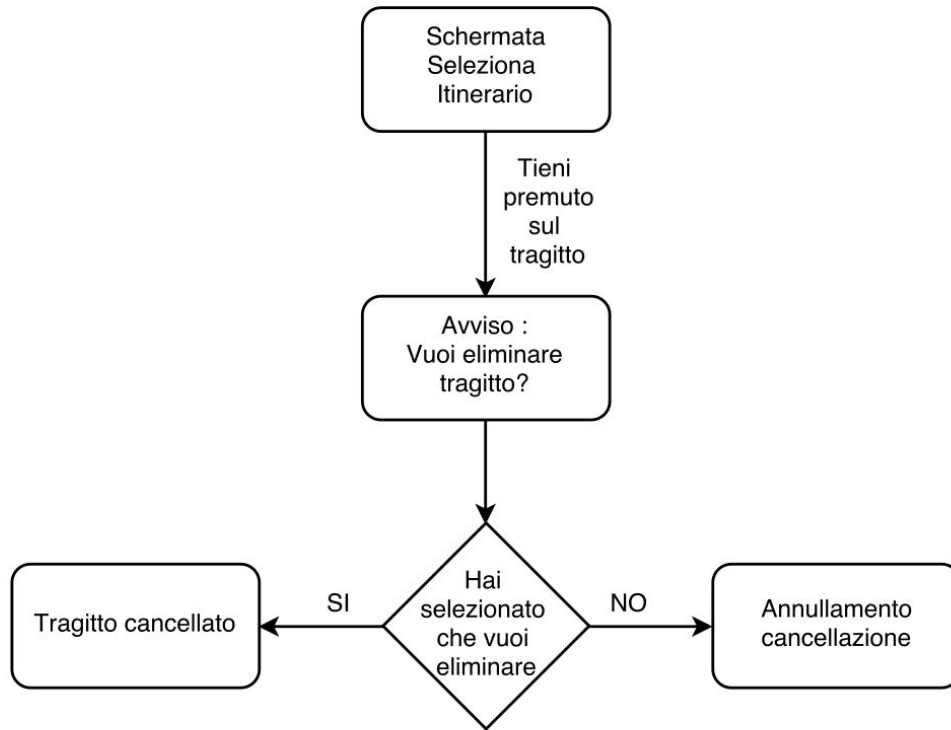 Schermata
Seleziona
Itinerario
Tieni
premuto
sul
tragitto
Avviso :
Vuoi eliminare
tragitto?
Hai
selezionato
che vuoi
eliminare
SI
Tragitto cancellato
NO
Annullamento
cancellazione